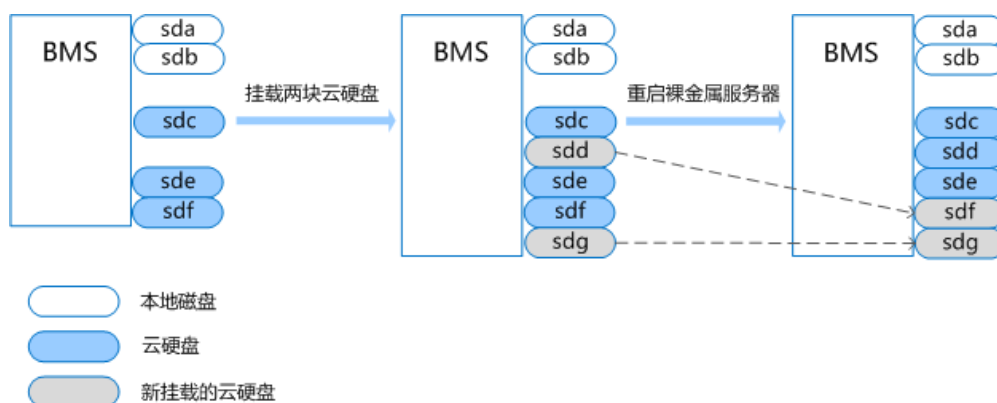 BMS
sda
sdb
sdc
sde
sdf
挂载两块云硬盘
BMS
sda
sdb
sdc
sdd
sde
sdf
sdg
重启裸金属服务器
BMS
sda
sdb
sdc
sdd
sde
sdf
sdg
本地磁盘
云硬盘
新挂载的云硬盘